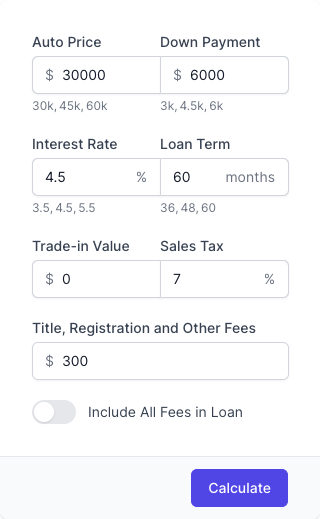 Auto Price Down Payment
$ 30000 $ 6000
30k, 45k, 60k 3k, 4.5k, 6k
Interest Rate Loan Term
4.5 % 60 months
3.5, 4.5, 5.5 36, 48, 60
Trade-in Value Sales Tax
$ 0 7 %
Title, Registration and Other Fees
$ 300
Include All Fees in Loan
Calculate